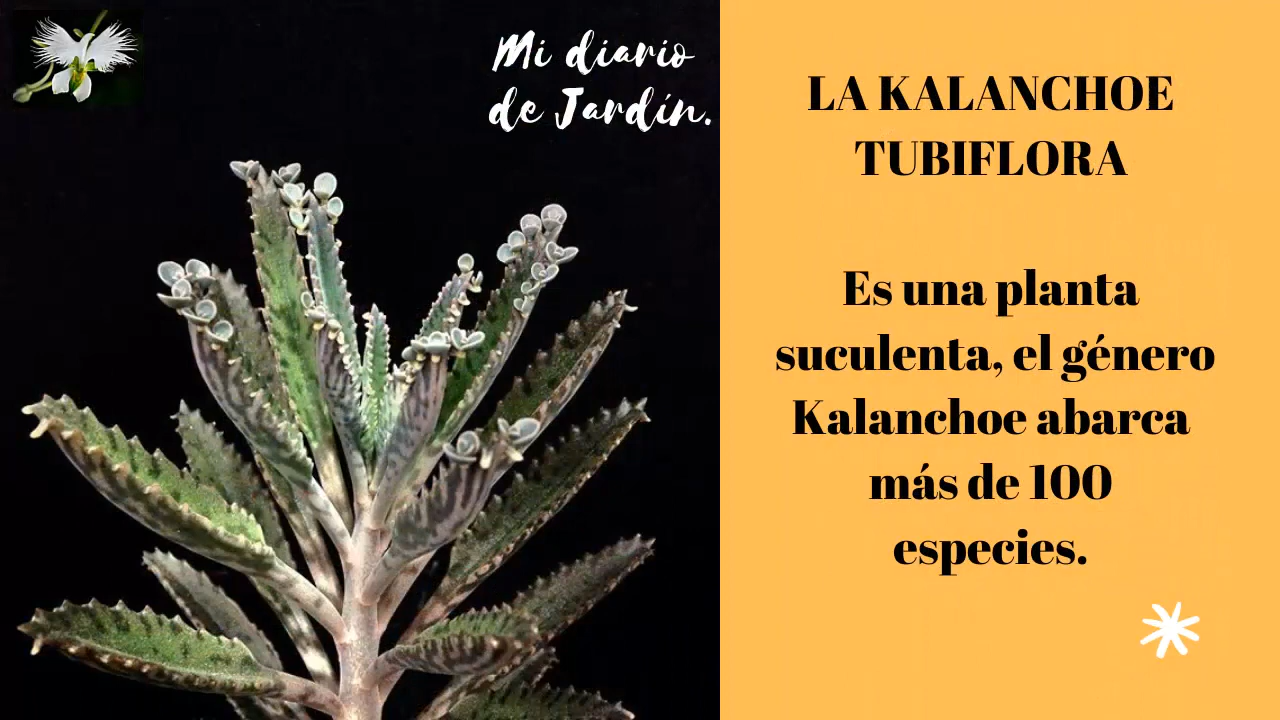 Mi diario
de Jardín.
LA KALANCHOE
TUBIFLORA
Es una planta
suculenta, el género
Kalanchoe abarca
más de 100
especies.